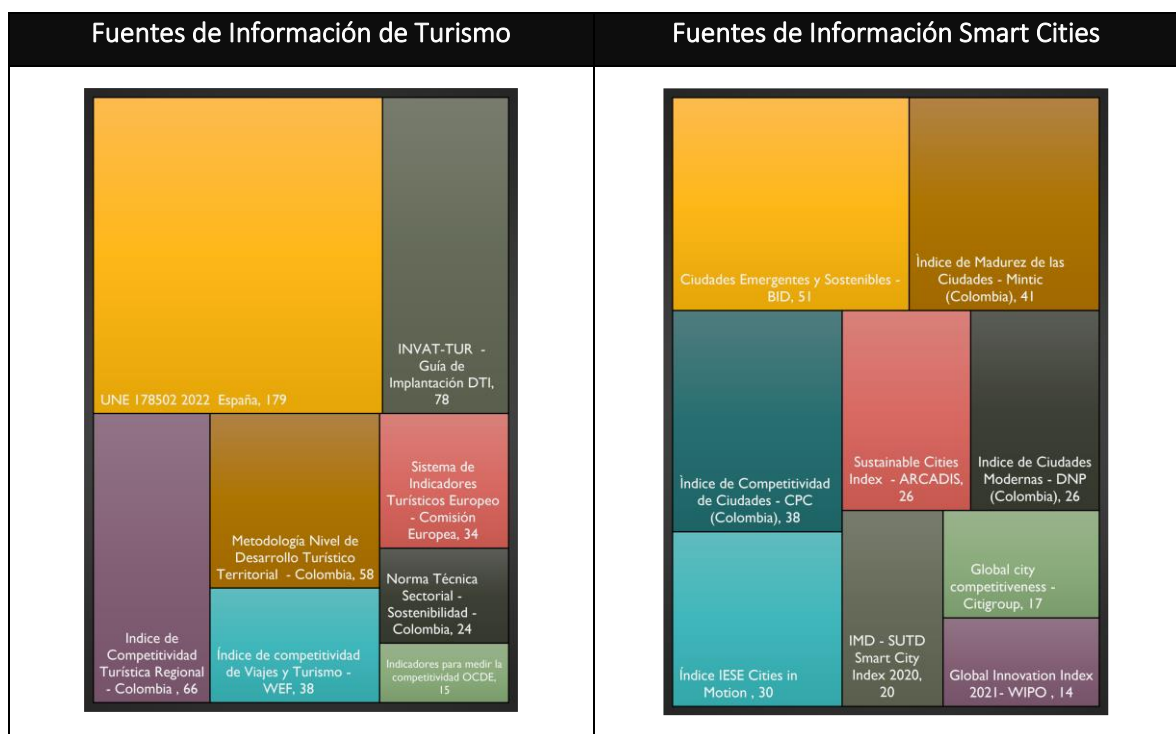 Fuentes de Información de Turismo
UNE 178502 2022 España, 179
INVAT-TUR -
Guía de
Implantación DTI,
78
Indice de
Competitividad
Turística Regional
- Colombia , 66
Metodología Nivel de
Desarrollo Turístico
Territorial - Colombia, 58
Índice de competitividad
de Viajes y Turismo -
WEF, 38
Sistema de
Indicadores
Turísticos Europeo
- Comisión
Europea, 34
Norma Técnica
Sectorial -
Sostenibilidad -
Colombia, 24
Indicadores para medir la
competitividad OCDE,
15
Fuentes de Información Smart Cities
Ciudades Emergentes y Sostenibles -
BID, 51
Ìndice de Madurez de las
Ciudades - Mintic
(Colombia), 41
Ìndice de Competitividad
de Ciudades - CPC
(Colombia), 38
Sustainable Cities
Index - ARCADIS,
26
Indice de Ciudades
Modernas - DNP
(Colombia), 26
Índice IESE Cities in
Motion , 30
IMD - SUTD
Smart City
Index 2020,
20
Global city
competitiveness -
Citigroup, 17
Global Innovation Index
2021- WIPO , 14